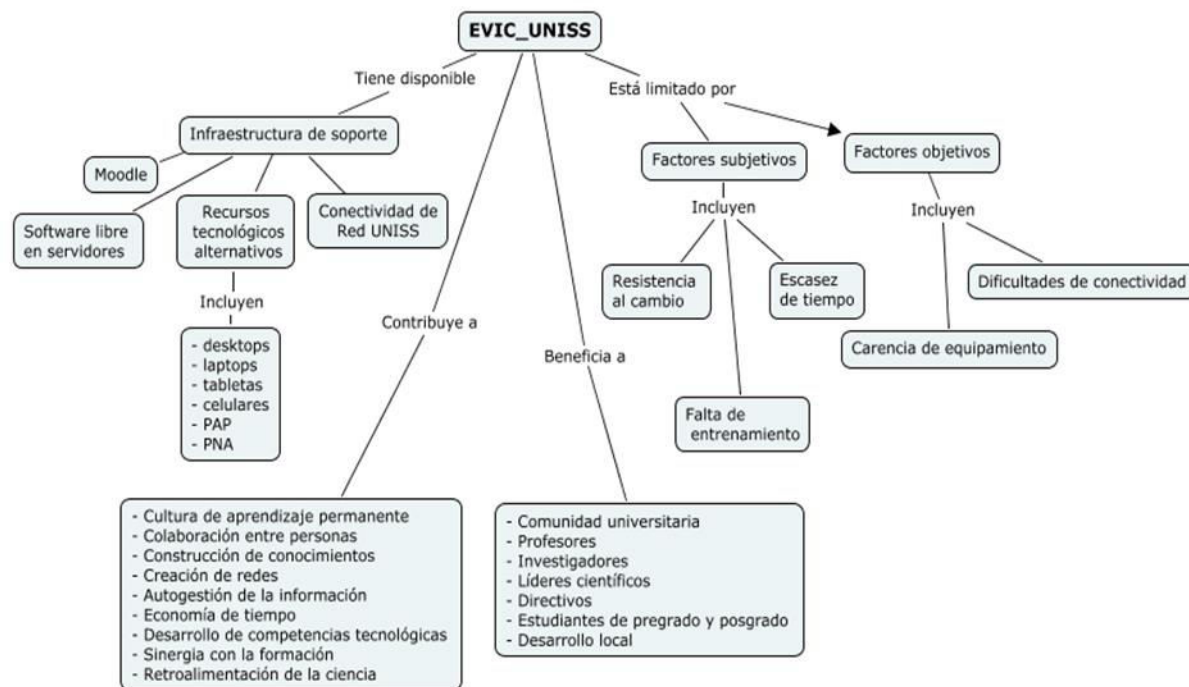 EVIC_UNISS
Tiene disponible
Está limitado por
Infraestructura de soporte
Moodle
Software libre
en servidores
Recursos
tecnológicos
alternativos
Conectividad de
Red UNISS
Incluyen
- desktops
- laptops
- tabletas
- celulares
- PAP
- PNA
Contribuye a
- Cultura de aprendizaje permanente
- Colaboración entre personas
- Construcción de conocimientos
- Creación de redes
- Autogestión de la información
- Economía de tiempo
- Desarrollo de competencias tecnológicas
- Sinergia con la formación
- Retroalimentación de la ciencia
Beneficia a
- Comunidad universitaria
- Profesores
- Investigadores
- Líderes científicos
- Directivos
- Estudiantes de pregrado y posgrado
- Desarrollo local
Factores subjetivos
Incluyen
Resistencia
al cambio
Escasez
de tiempo
Falta de
entrenamiento
Factores objetivos
Incluyen
Dificultades de conectividad
Carencia de equipamiento